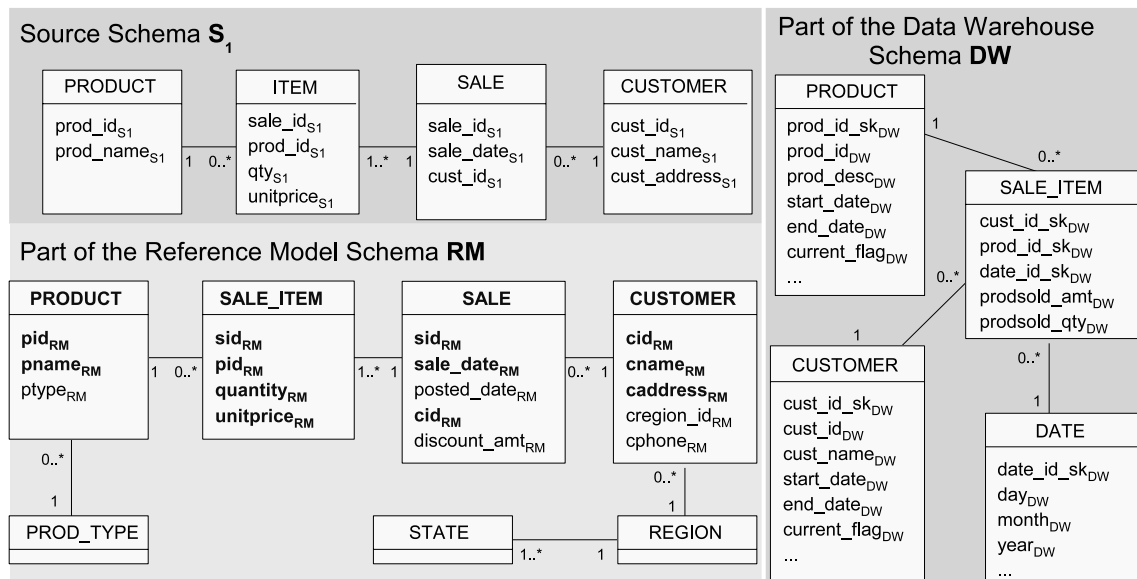 Source Schema S1
PRODUCT
prod_idS1
prod_nameS1
1
0..*
ITEM
sale_idS1
prod_idS1
qtyS1
unitpriceS1
1..*
1
SALE
sale_idS1
sale_dateS1
cust_idS1
0..*
1
CUSTOMER
cust_idS1
cust_nameS1
cust_addressS1
Part of the Reference Model Schema RM
PRODUCT
pidRM
pnameRM
ptypeRM
1
0..*
SALE_ITEM
sidRM
pidRM
quantityRM
unitpriceRM
1..*
1
SALE
sidRM
sale_dateRM
posted_dateRM
cidRM
discount_amtRM
0..*
1
CUSTOMER
cidRM
cnameRM
caddressRM
cregion_idRM
cphoneRM
0..*
1
PROD_TYPE
STATE
1..*
1
0..*
1
REGION
Part of the Data Warehouse
Schema DW
PRODUCT
prod_id_skDW
prod_idDW
prod_descDW
start_dateDW
end_dateDW
current_flagDW
...
1
0..*
SALE_ITEM
cust_id_skDW
prod_id_skDW
date_id_skDW
prodsold_amtDW
prodsold_qtyDW
0..*
1
CUSTOMER
cust_id_skDW
cust_idDW
cust_nameDW
start_dateDW
end_dateDW
current_flagDW
...
0..*
1
DATE
date_id_skDW
dayDW
monthDW
yearDW
...